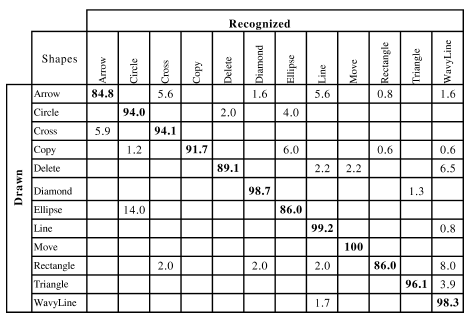 Recognized
Shapes Arrow Circle Cross Copy Delete Diamond Ellipse Line Move Rectangle Triangle WavyLine
Drawn
Arrow 84.8 5.6 1.6 5.6 0.8 1.6
Circle 94.0 2.0 4.0
Cross 5.9 94.1
Copy 1.2 91.7 6.0 0.6 0.6
Delete 89.1 2.2 2.2 6.5
Diamond 98.7 1.3
Ellipse 14.0 86.0
Line 99.2 0.8
Move 100
Rectangle 2.0 2.0 2.0 86.0 8.0
Triangle 96.1 3.9
WavyLine 1.7 98.3